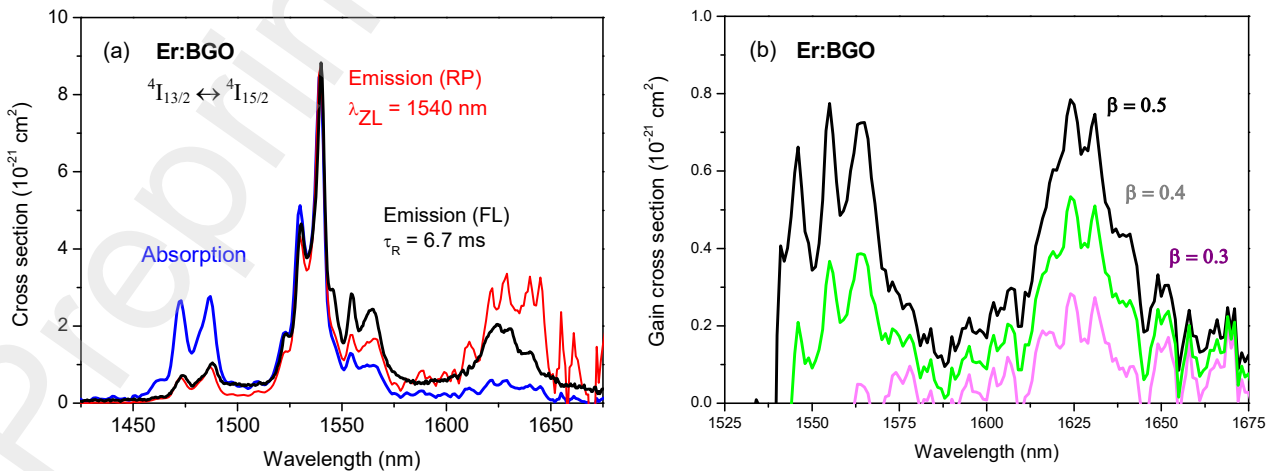 (a) Er:BGO
⁴I₁₃/₂ ↔ ⁴I₁₅/₂
Emission (RP)
λZL = 1540 nm
Emission (FL)
τR = 6.7 ms
Absorption
Cross section (10⁻²¹ cm²)
10
8
6
4
2
0
1450 1500 1550 1600 1650
Wavelength (nm)
(b) Er:BGO
β = 0.5
β = 0.4
β = 0.3
Gain cross section (10⁻²¹ cm²)
1.0
0.8
0.6
0.4
0.2
0.0
1525 1550 1575 1600 1625 1650 1675
Wavelength (nm)
Preprin